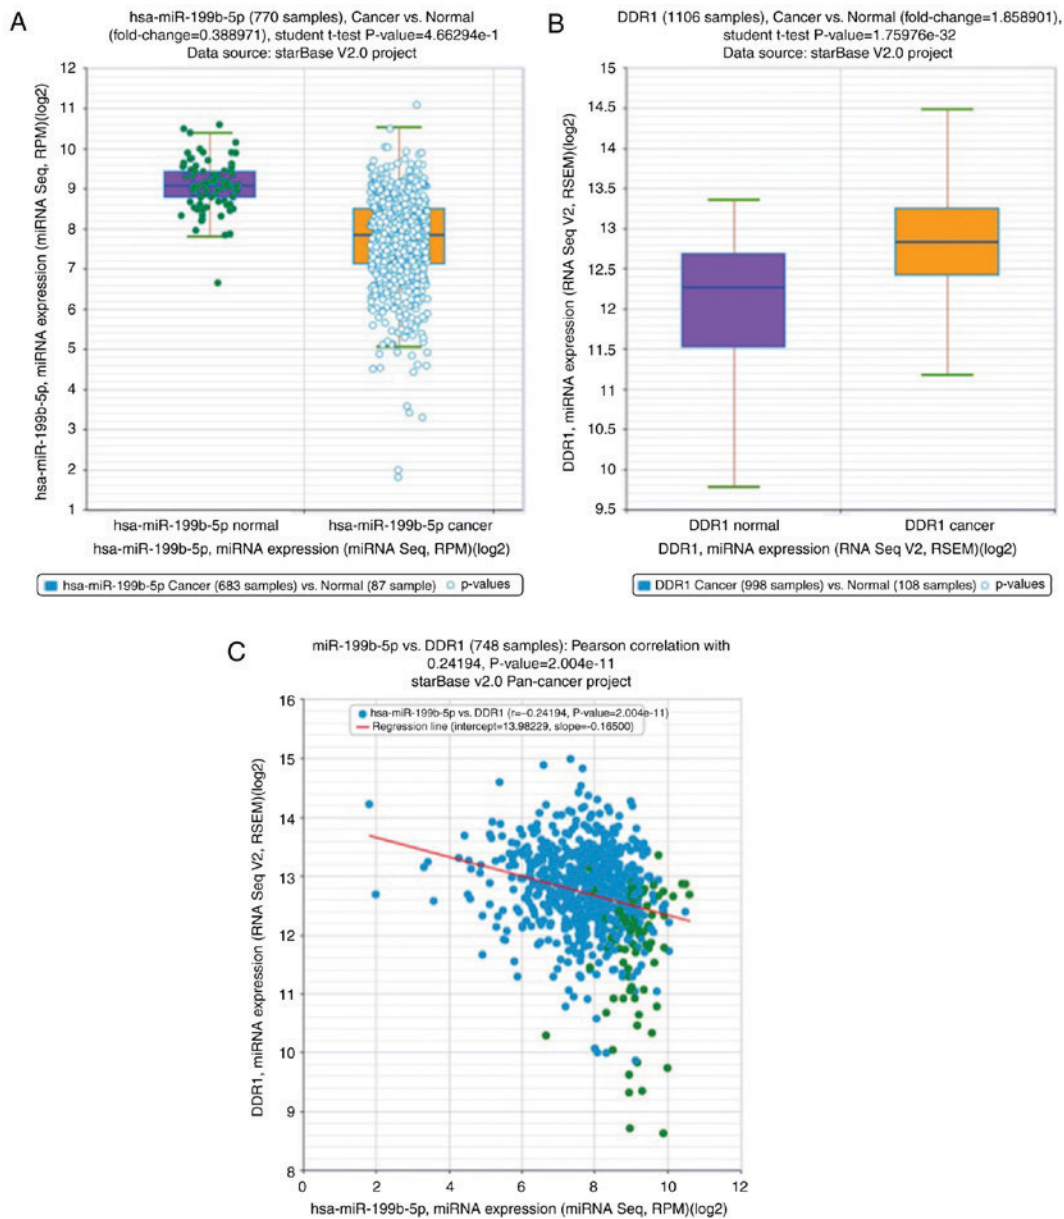 A
hsa-miR-199b-5p (770 samples), Cancer vs. Normal
(fold-change=0.388971), student t-test P-value=4.66294e-1
Data source: starBase V2.0 project
hsa-miR-199b-5p, miRNA expression (miRNA Seq, RPM)(log2)
12
11
10
9
8
7
6
5
4
3
2
1
hsa-miR-199b-5p normal
hsa-miR-199b-5p cancer
hsa-miR-199b-5p, miRNA expression (miRNA Seq, RPM)(log2)
hsa-miR-199b-5p Cancer (683 samples) vs. Normal (87 sample)
p-values
B
DDR1 (1106 samples), Cancer vs. Normal (fold-change=1.858901),
student t-test P-value=1.75976e-32
Data source: starBase V2.0 project
DDR1, miRNA expression (RNA Seq V2, RSEM)(log2)
15
14.5
14
13.5
13
12.5
12
11.5
11
10.5
10
9.5
DDR1 normal
DDR1 cancer
DDR1, miRNA expression (RNA Seq V2, RSEM)(log2)
DDR1 Cancer (998 samples) vs. Normal (108 samples)
p-values
C
miR-199b-5p vs. DDR1 (748 samples): Pearson correlation with
0.24194, P-value=2.004e-11
starBase v2.0 Pan-cancer project
DDR1, miRNA expression (RNA Seq V2, RSEM)(log2)
16
15
14
13
12
11
10
9
8
hsa-miR-199b-5p vs. DDR1 (r=-0.24194, P-value=2.004e-11)
Regression line (intercept=13.98229, slope=-0.16500)
0
2
4
6
8
10
12
hsa-miR-199b-5p, miRNA expression (miRNA Seq, RPM)(log2)